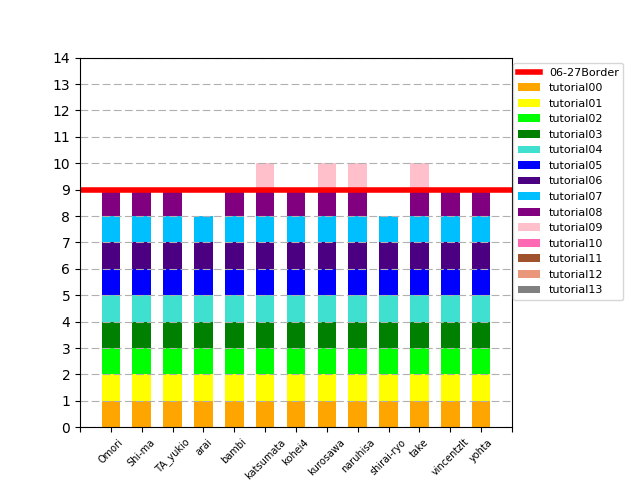 14
13
12
11
10
9
8
7
6
5
4
3
2
1
0
Omori
Shi-ma
TA_yukio
arai
bambi
katsumata
kohei4
kurosawa
naruhisa
shirai-ryo
take
vincentzlt
yohta
06-27Border
tutorial00
tutorial01
tutorial02
tutorial03
tutorial04
tutorial05
tutorial06
tutorial07
tutorial08
tutorial09
tutorial10
tutorial11
tutorial12
tutorial13